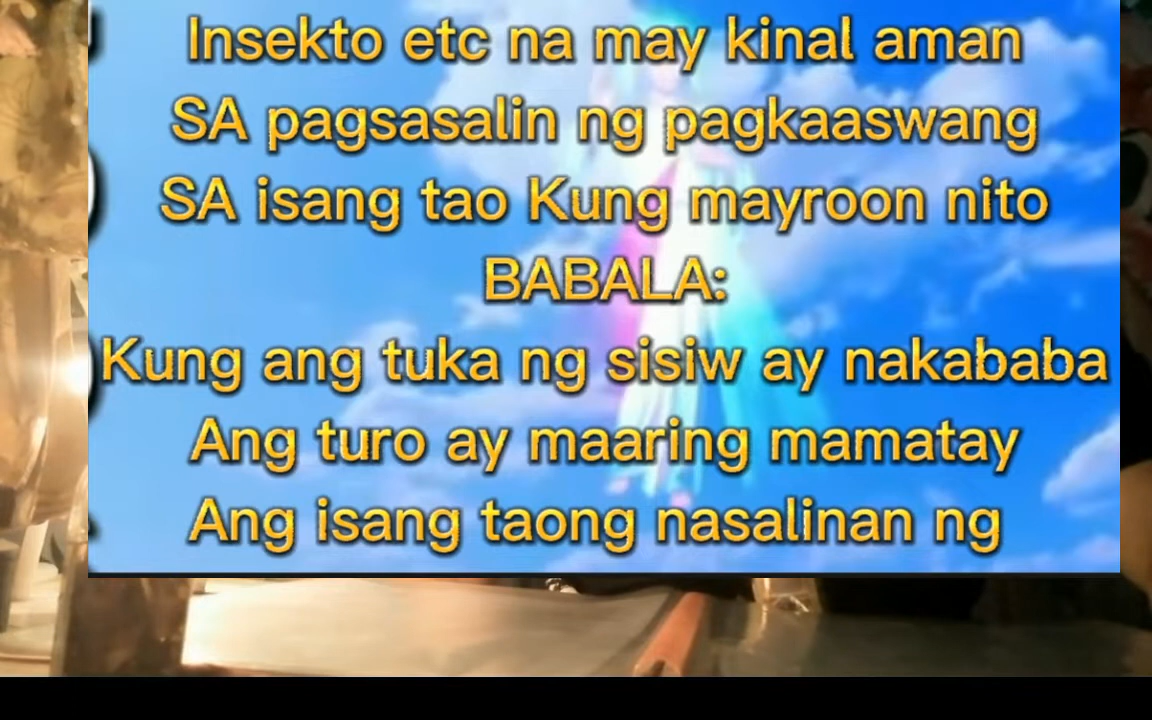 Insekto etc na may kinal aman
SA pagsasalin ng pagkaaswang
SA isang tao Kung mayroon nito
BABALA:
Kung ang tuka ng sisiw ay nakababa
Ang turo ay maaring mamatay
Ang isang taong nasalinan ng